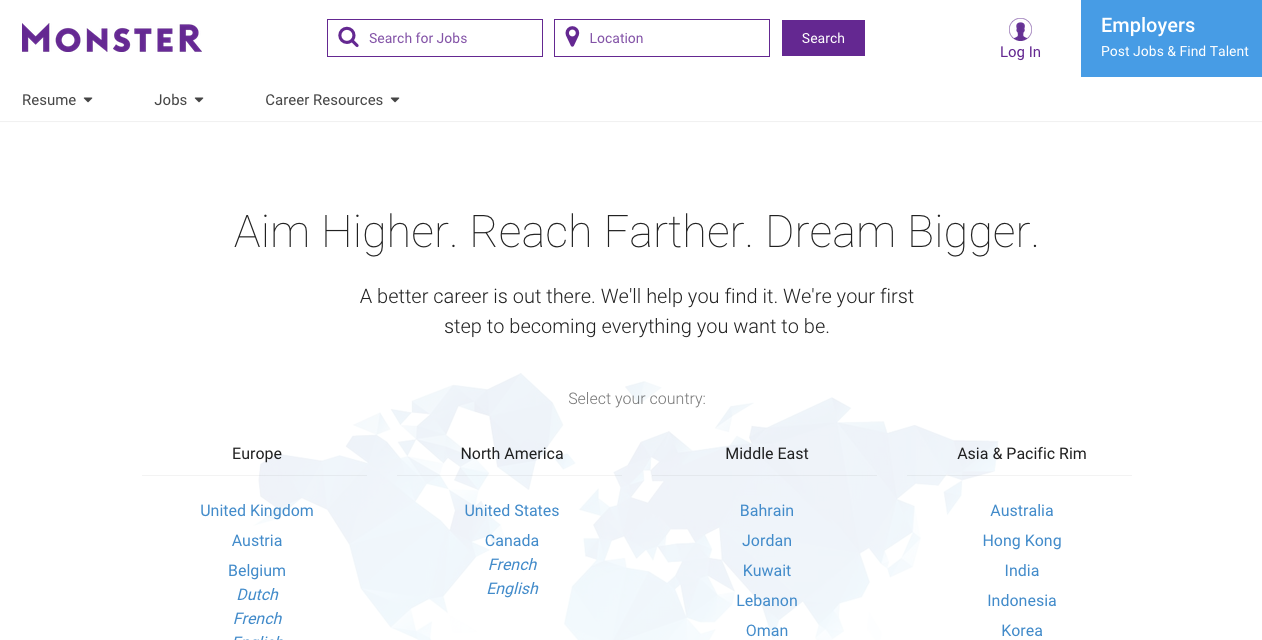 MONSTER
Search for Jobs
Location
Search
Log In
Employers
Post Jobs & Find Talent
Resume
Jobs
Career Resources
Aim Higher. Reach Farther. Dream Bigger.
A better career is out there. We'll help you find it. We're your first
step to becoming everything you want to be.
Select your country:
Europe
United Kingdom
Austria
Belgium
Dutch
French
English
North America
United States
Canada
French
English
Middle East
Bahrain
Jordan
Kuwait
Lebanon
Oman
Asia & Pacific Rim
Australia
Hong Kong
India
Indonesia
Korea